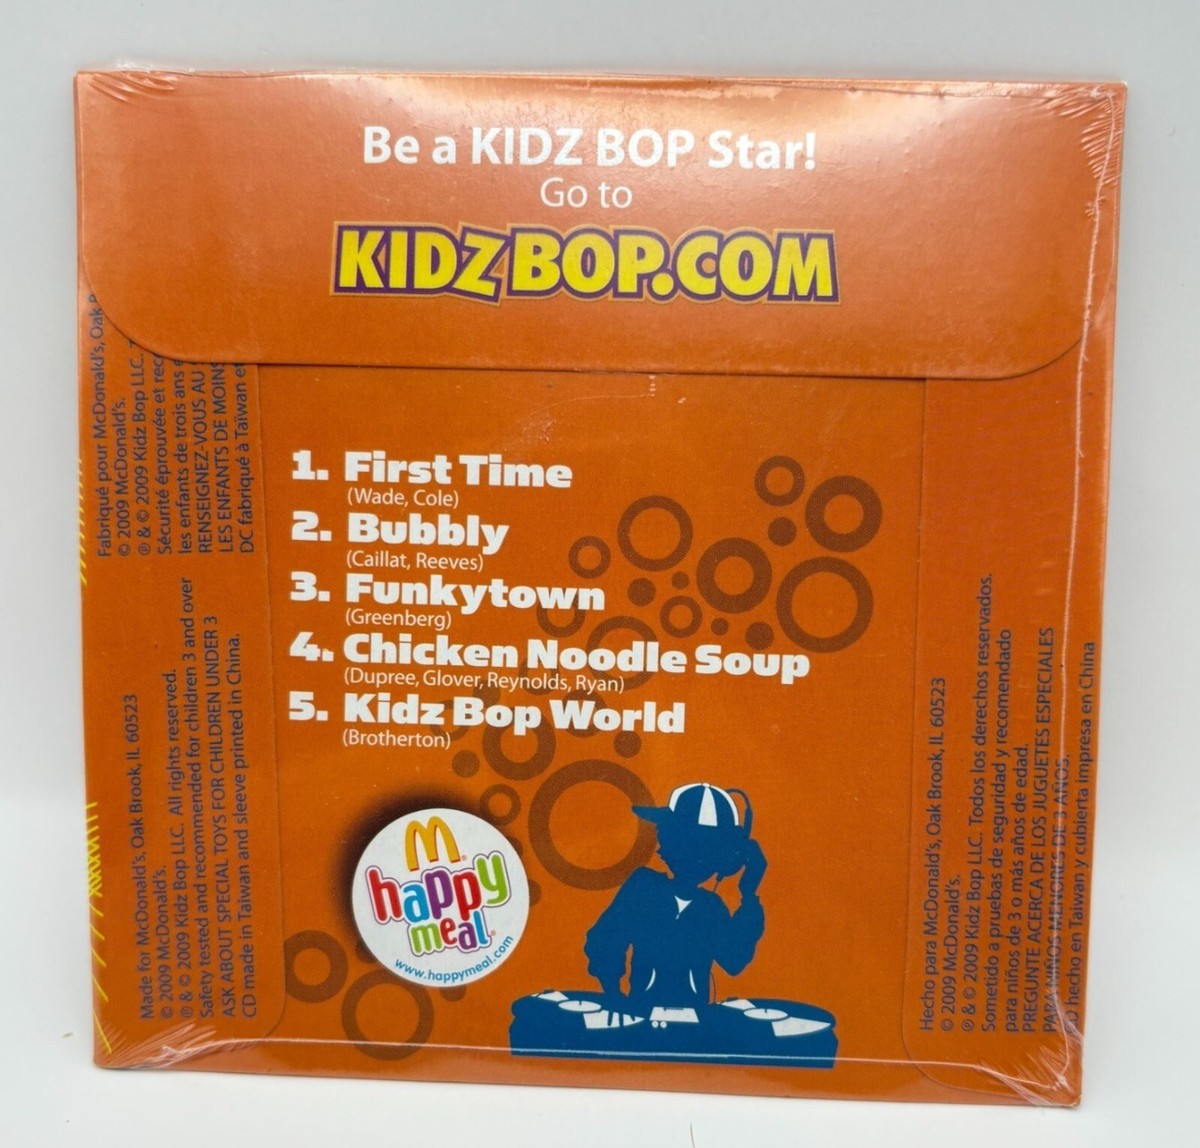 Be a KIDZ BOP Star!
Go to
KIDZBOP.COM
1. First Time
(Wade, Cole)
2. Bubbly
(Caillat, Reeves)
3. Funkytown
(Greenberg)
4. Chicken Noodle Soup
(Dupree, Glover, Reynolds, Ryan)
5. Kidz Bop World
(Brotherton)
happy
meal
www.happymeal.com
Fabriqué pour McDonald's, Oak
© 2009 McDonald's.
℗ & © 2009 Kidz Bop LLC.
Sécurité éprouvée et
les enfants de trois ans
RENSEIGNEZ-VOUS AU
LES ENFANTS DE MOINS
DC fabriqué à Taïwan
Made for McDonald's, Oak Brook, IL 60523
© 2009 McDonald's.
℗ & © 2009 Kidz Bop LLC. All rights reserved.
Safety tested and recommended for children 3 and over
ASK ABOUT SPECIAL TOYS FOR CHILDREN UNDER 3
CD made in Taiwan and sleeve printed in China.
Hecho para McDonald's, Oak Brook, IL 60523
© 2009 McDonald's.
℗ & © 2009 Kidz Bop LLC. Todos los derechos reservados.
Sometido a pruebas de seguridad y recomendado
para niños de 3 o más años de edad.
PREGUNTE ACERCA DE LOS JUGUETES ESPECIALES
PARA NIÑOS MENORES DE 3 AÑOS.
CD hecho en Taiwan y cubierta impresa en China